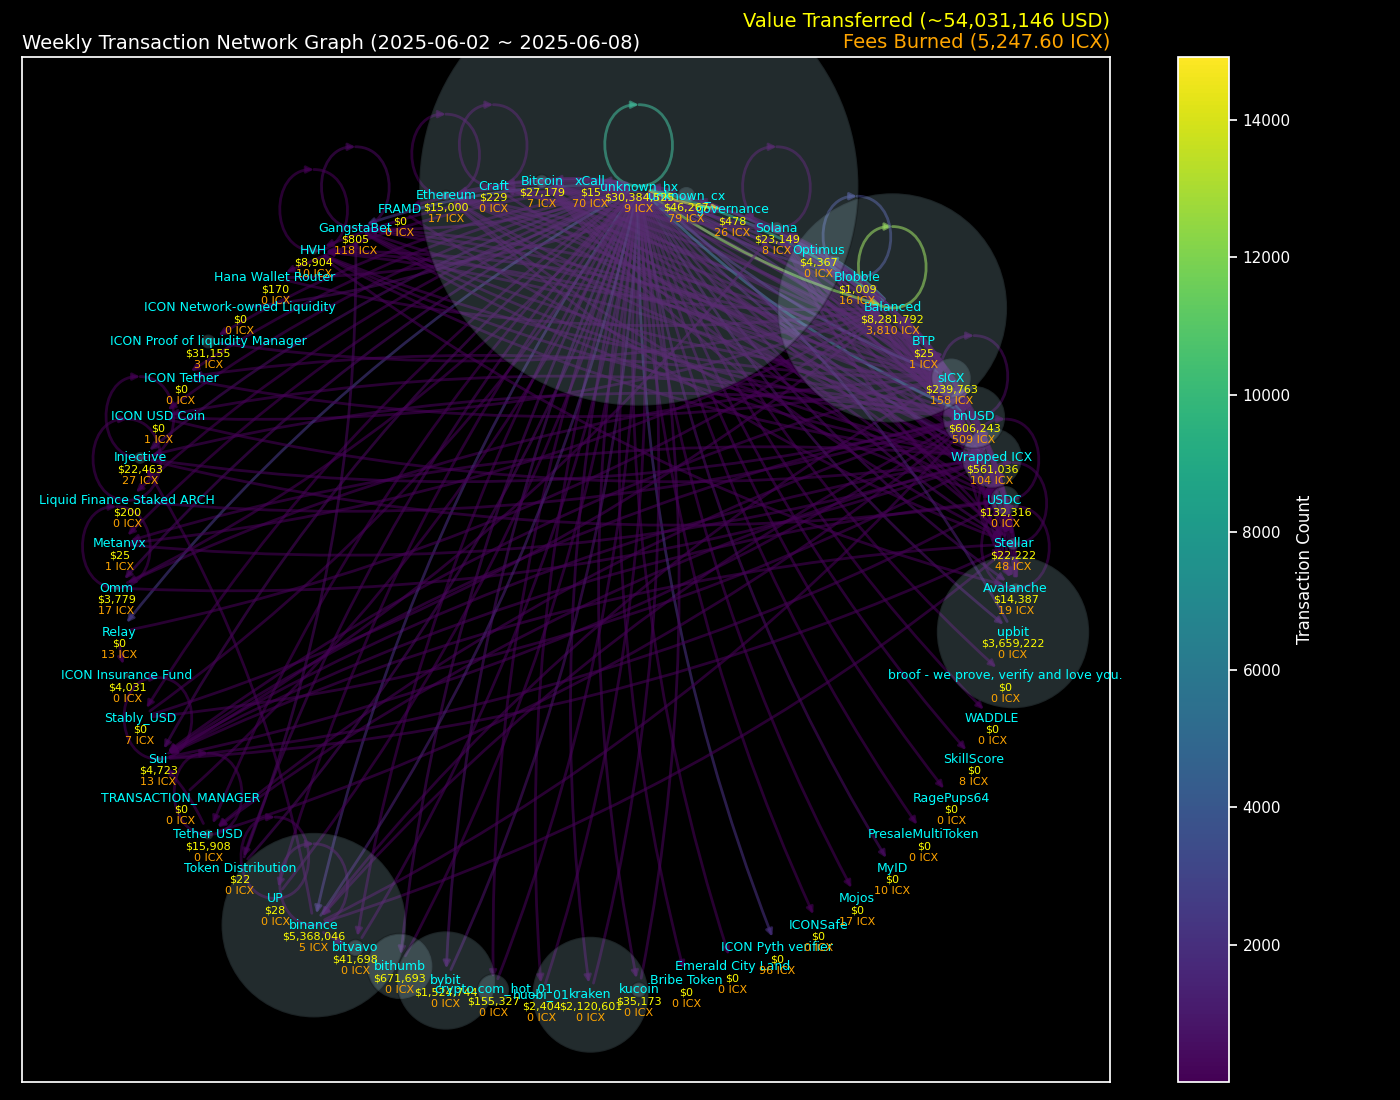 Value Transferred (~54,031,146 USD)
Weekly Transaction Network Graph (2025-06-02 ~ 2025-06-08)
Fees Burned (5,247.60 ICX)
unknown_hx
9 ICX
xCall
$15
70 ICX
Bitcoin
$27,179
7 ICX
Craft
$229
0 ICX
Ethereum
$15,000
17 ICX
FRAMD
$0
0 ICX
GangstaBet
$805
118 ICX
HVH
$8,904
10 ICX
Hana Wallet Router
$170
0 ICX
ICON Network-owned Liquidity
$0
0 ICX
ICON Proof of liquidity Manager
$31,155
3 ICX
ICON Tether
$0
0 ICX
ICON USD Coin
$0
1 ICX
Injective
$22,463
27 ICX
Liquid Finance Staked ARCH
$200
0 ICX
Metanyx
$25
1 ICX
Omm
$3,779
17 ICX
Relay
$0
13 ICX
ICON Insurance Fund
$4,031
0 ICX
Stably_USD
$0
7 ICX
Sui
$4,723
13 ICX
TRANSACTION_MANAGER
$0
0 ICX
Tether USD
$15,908
0 ICX
Token Distribution
$22
0 ICX
UP
$28
0 ICX
binance
$5,368,046
5 ICX
bitvavo
$41,698
0 ICX
bithumb
$671,693
0 ICX
bybit
0 ICX
crypto.com_hot_01
$155,327
0 ICX
huobi_01
$2,404
0 ICX
kraken
$2,120,601
0 ICX
kucoin
$35,173
0 ICX
Bribe Token
$0
0 ICX
Emerald City Land
$0
0 ICX
ICON Pyth verifier
$0
96 ICX
ICONSafe
$0
Mojos
$0
17 ICX
MyID
$0
10 ICX
PresaleMultiToken
$0
0 ICX
RagePups64
$0
0 ICX
SkillScore
$0
8 ICX
WADDLE
$0
0 ICX
broof - we prove, verify and love you.
$0
0 ICX
upbit
$3,659,222
0 ICX
Avalanche
$14,387
19 ICX
Stellar
$22,222
48 ICX
USDC
$132,316
0 ICX
Wrapped ICX
$561,036
104 ICX
bnUSD
$606,243
509 ICX
sICX
$239,763
158 ICX
BTP
$25
1 ICX
Balanced
$8,281,792
3,810 ICX
Blobble
$1,009
16 ICX
Optimus
$4,367
0 ICX
Solana
$23,149
8 ICX
governance
$478
26 ICX
unknown_cx
79 ICX
14000
12000
10000
8000
6000
4000
2000
Transaction Count